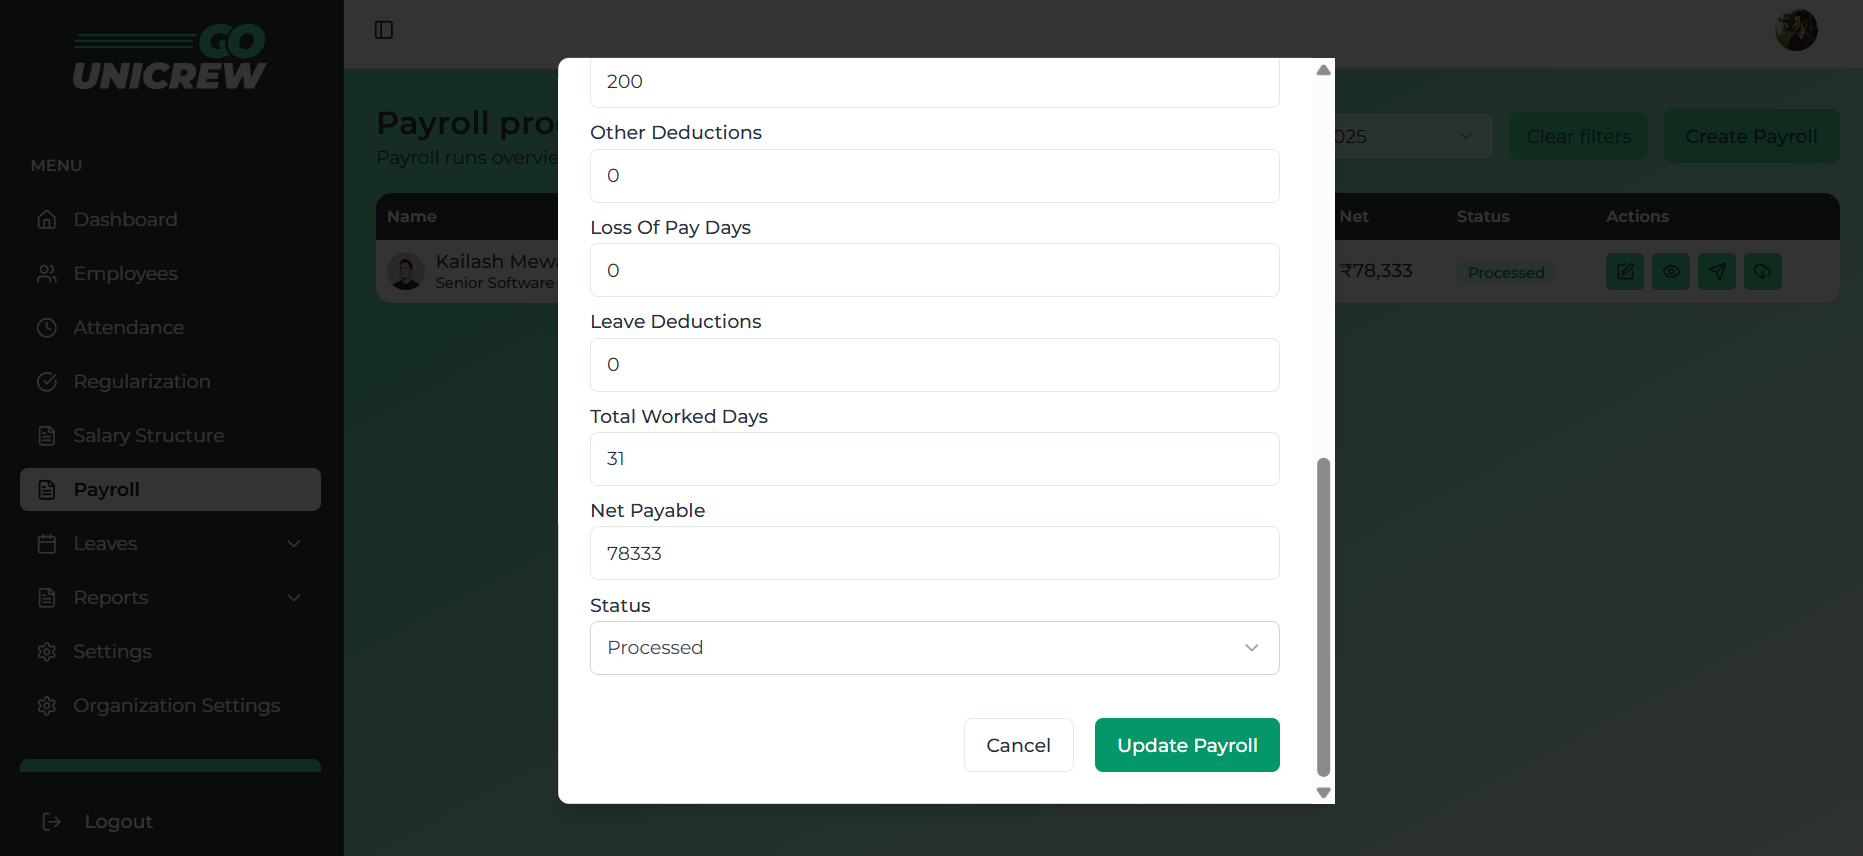 GO
UNICREW
MENU
Dashboard
Employees
Attendance
Regularization
Salary Structure
Payroll
Leaves
Reports
Settings
Organization Settings
Logout
Payroll pro
Payroll runs overvie
025
Clear filters
Create Payroll
Name
Net
Status
Actions
Kailash Mewa
Senior Software
₹78,333
Processed
200
Other Deductions
0
Loss Of Pay Days
0
Leave Deductions
0
Total Worked Days
31
Net Payable
78333
Status
Processed
Cancel
Update Payroll